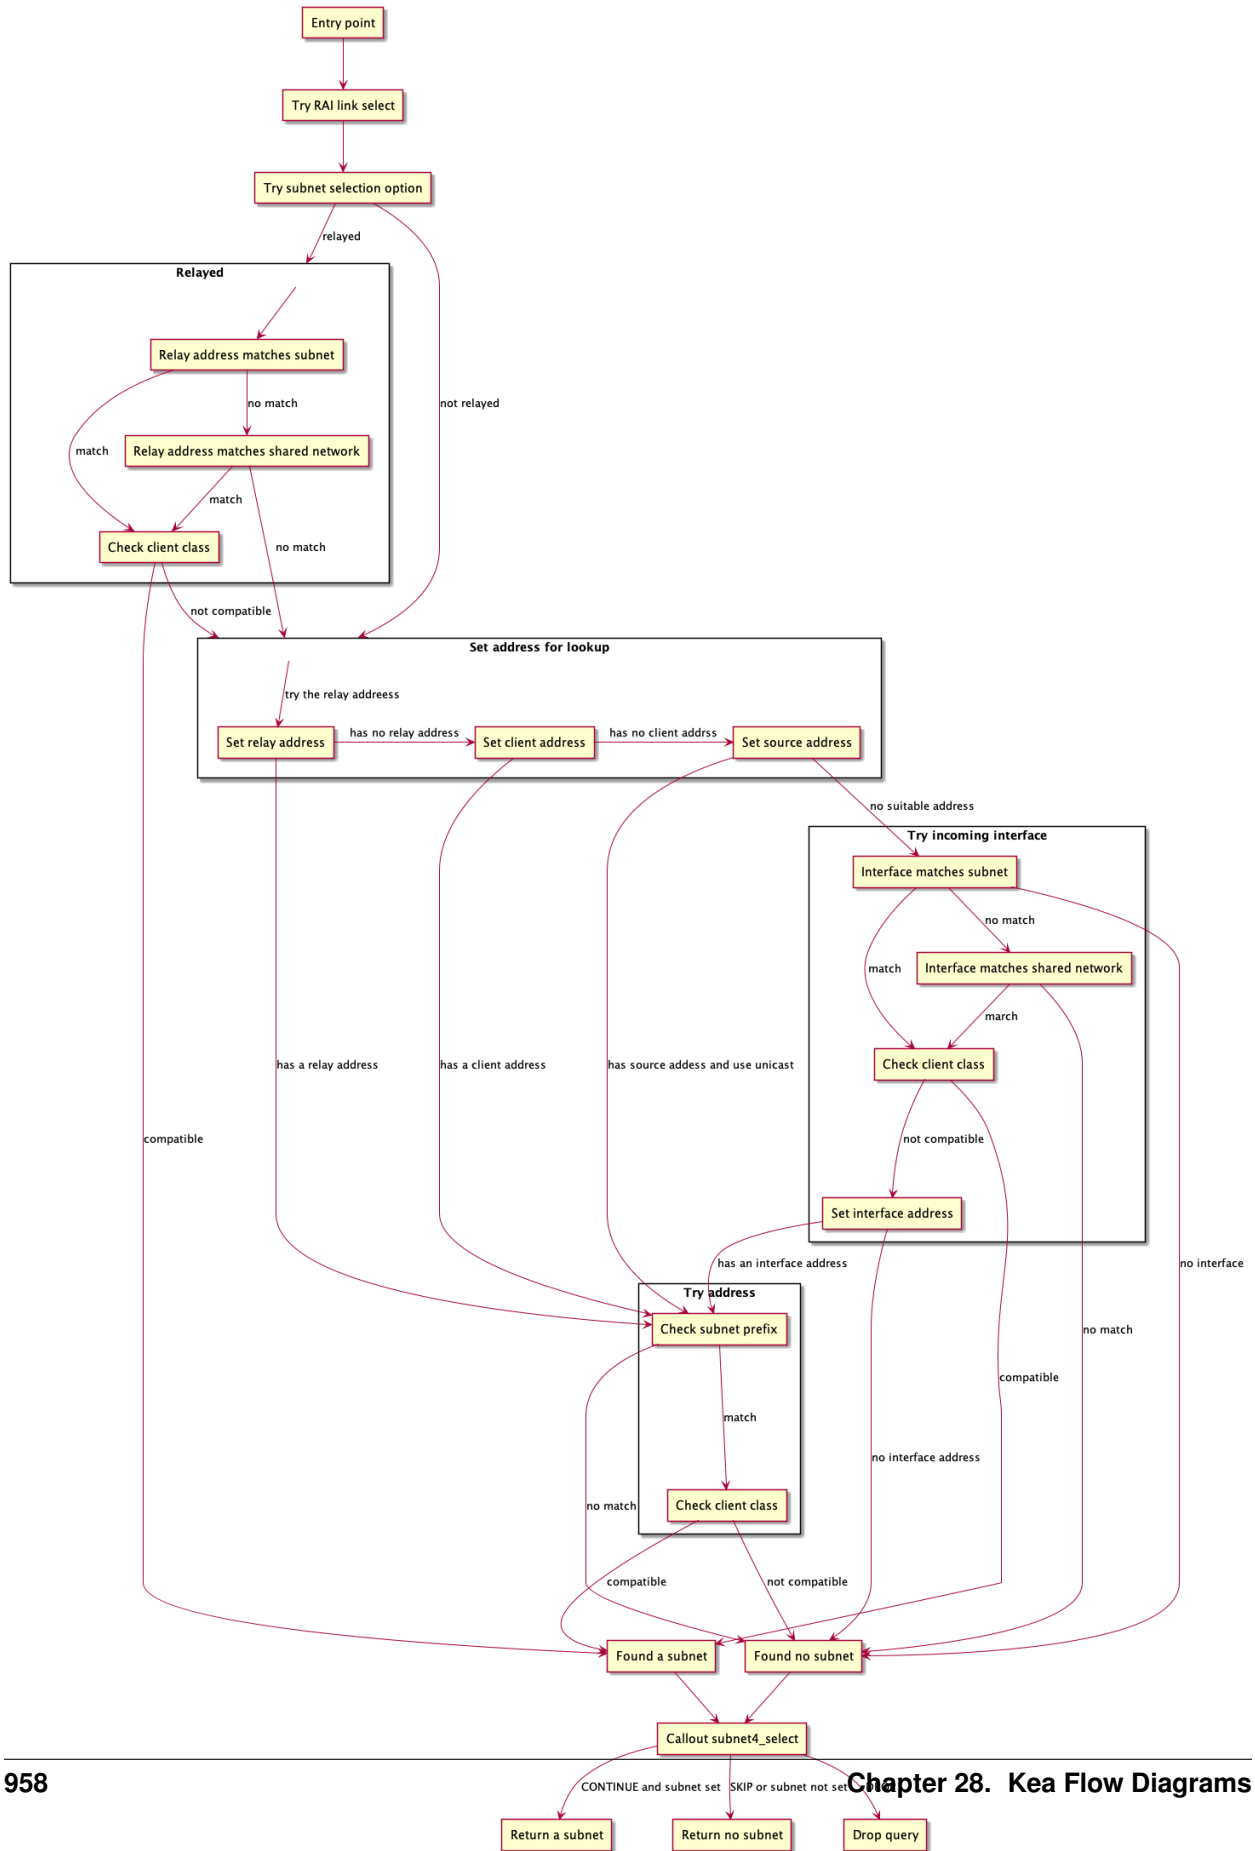 Entry point
Try RAI link select
Try subnet selection option
relayed
Relayed
Relay address matches subnet
no match
not relayed
match
Relay address matches shared network
match
Check client class
no match
not compatible
Set address for lookup
try the relay addreess
Set relay address
has no relay address
Set client address
has no client addrss
Set source address
no suitable address
Try incoming interface
Interface matches subnet
no match
match
Interface matches shared network
march
has a relay address
has a client address
has source addess and use unicast
Check client class
compatible
not compatible
Set interface address
has an interface address
no interface
Try address
Check subnet prefix
no match
compatible
match
no interface address
no match
Check client class
compatible
not compatible
Found a subnet
Found no subnet
Callout subnet4_select
958
Chapter 28. Kea Flow Diagrams
CONTINUE and subnet set
SKIP or subnet not set
Return a subnet
Return no subnet
Drop query